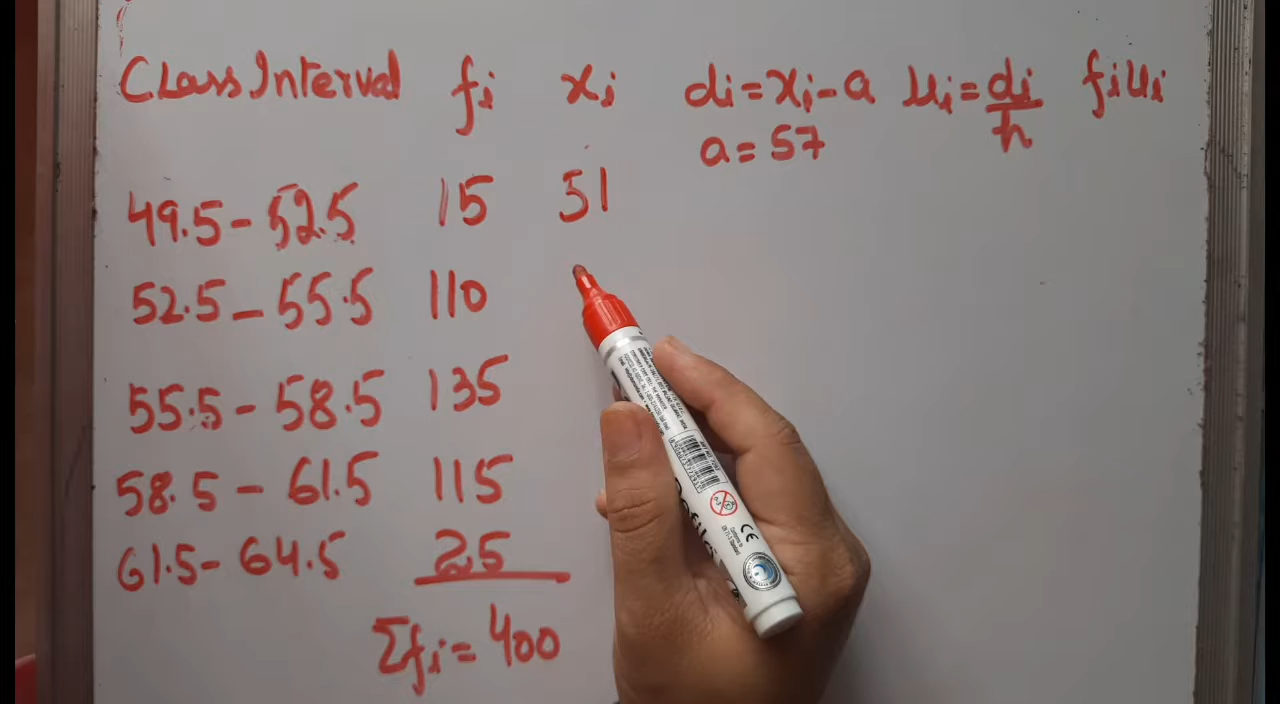 Class Interval fi xi di = xi - a ui = di/h fiui
a = 57
49.5 - 52.5 15 51
52.5 - 55.5 110
55.5 - 58.5 135
58.5 - 61.5 115
61.5 - 64.5 25
Σfi = 400